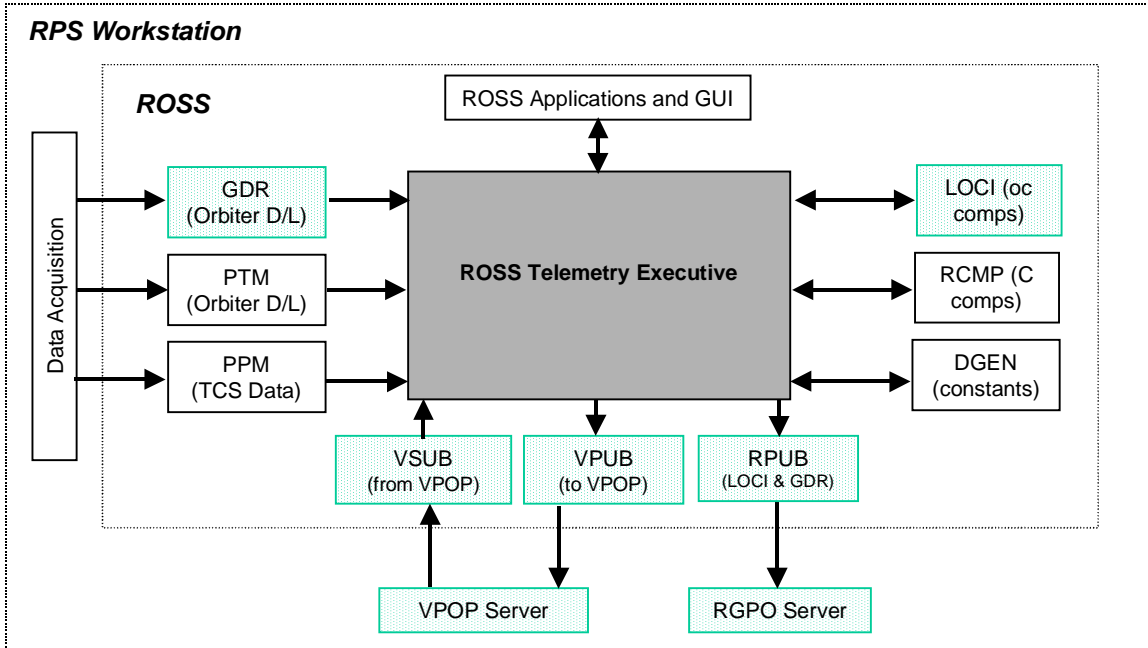 RPS Workstation
ROSS
ROSS Applications and GUI
Data Acquisition
GDR
(Orbiter D/L)
PTM
(Orbiter D/L)
PPM
(TCS Data)
ROSS Telemetry Executive
LOCI (oc
comps)
RCMP (C
comps)
DGEN
(constants)
VSUB
(from VPOP)
VPUB
(to VPOP)
RPUB
(LOCI & GDR)
VPOP Server
RGPO Server